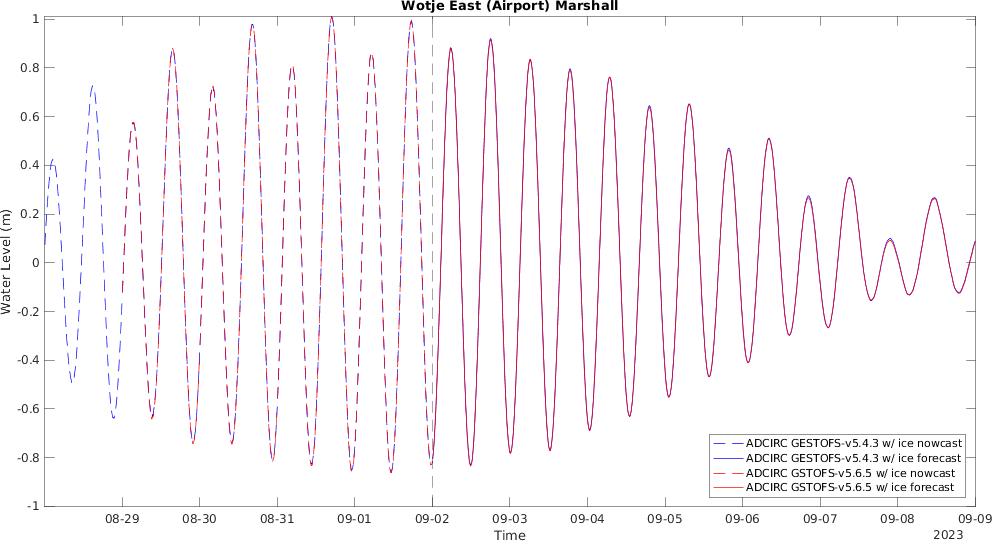 Wotje East (Airport) Marshall
1
0.8
0.6
0.4
0.2
0
-0.2
-0.4
-0.6
-0.8
-1
Water Level (m)
08-29 08-30 08-31 09-01 09-02 09-03 09-04 09-05 09-06 09-07 09-08 09-09
Time
2023
ADCIRC GESTOFS-v5.4.3 w/ ice nowcast
ADCIRC GESTOFS-v5.4.3 w/ ice forecast
ADCIRC GSTOFS-v5.6.5 w/ ice nowcast
ADCIRC GSTOFS-v5.6.5 w/ ice forecast